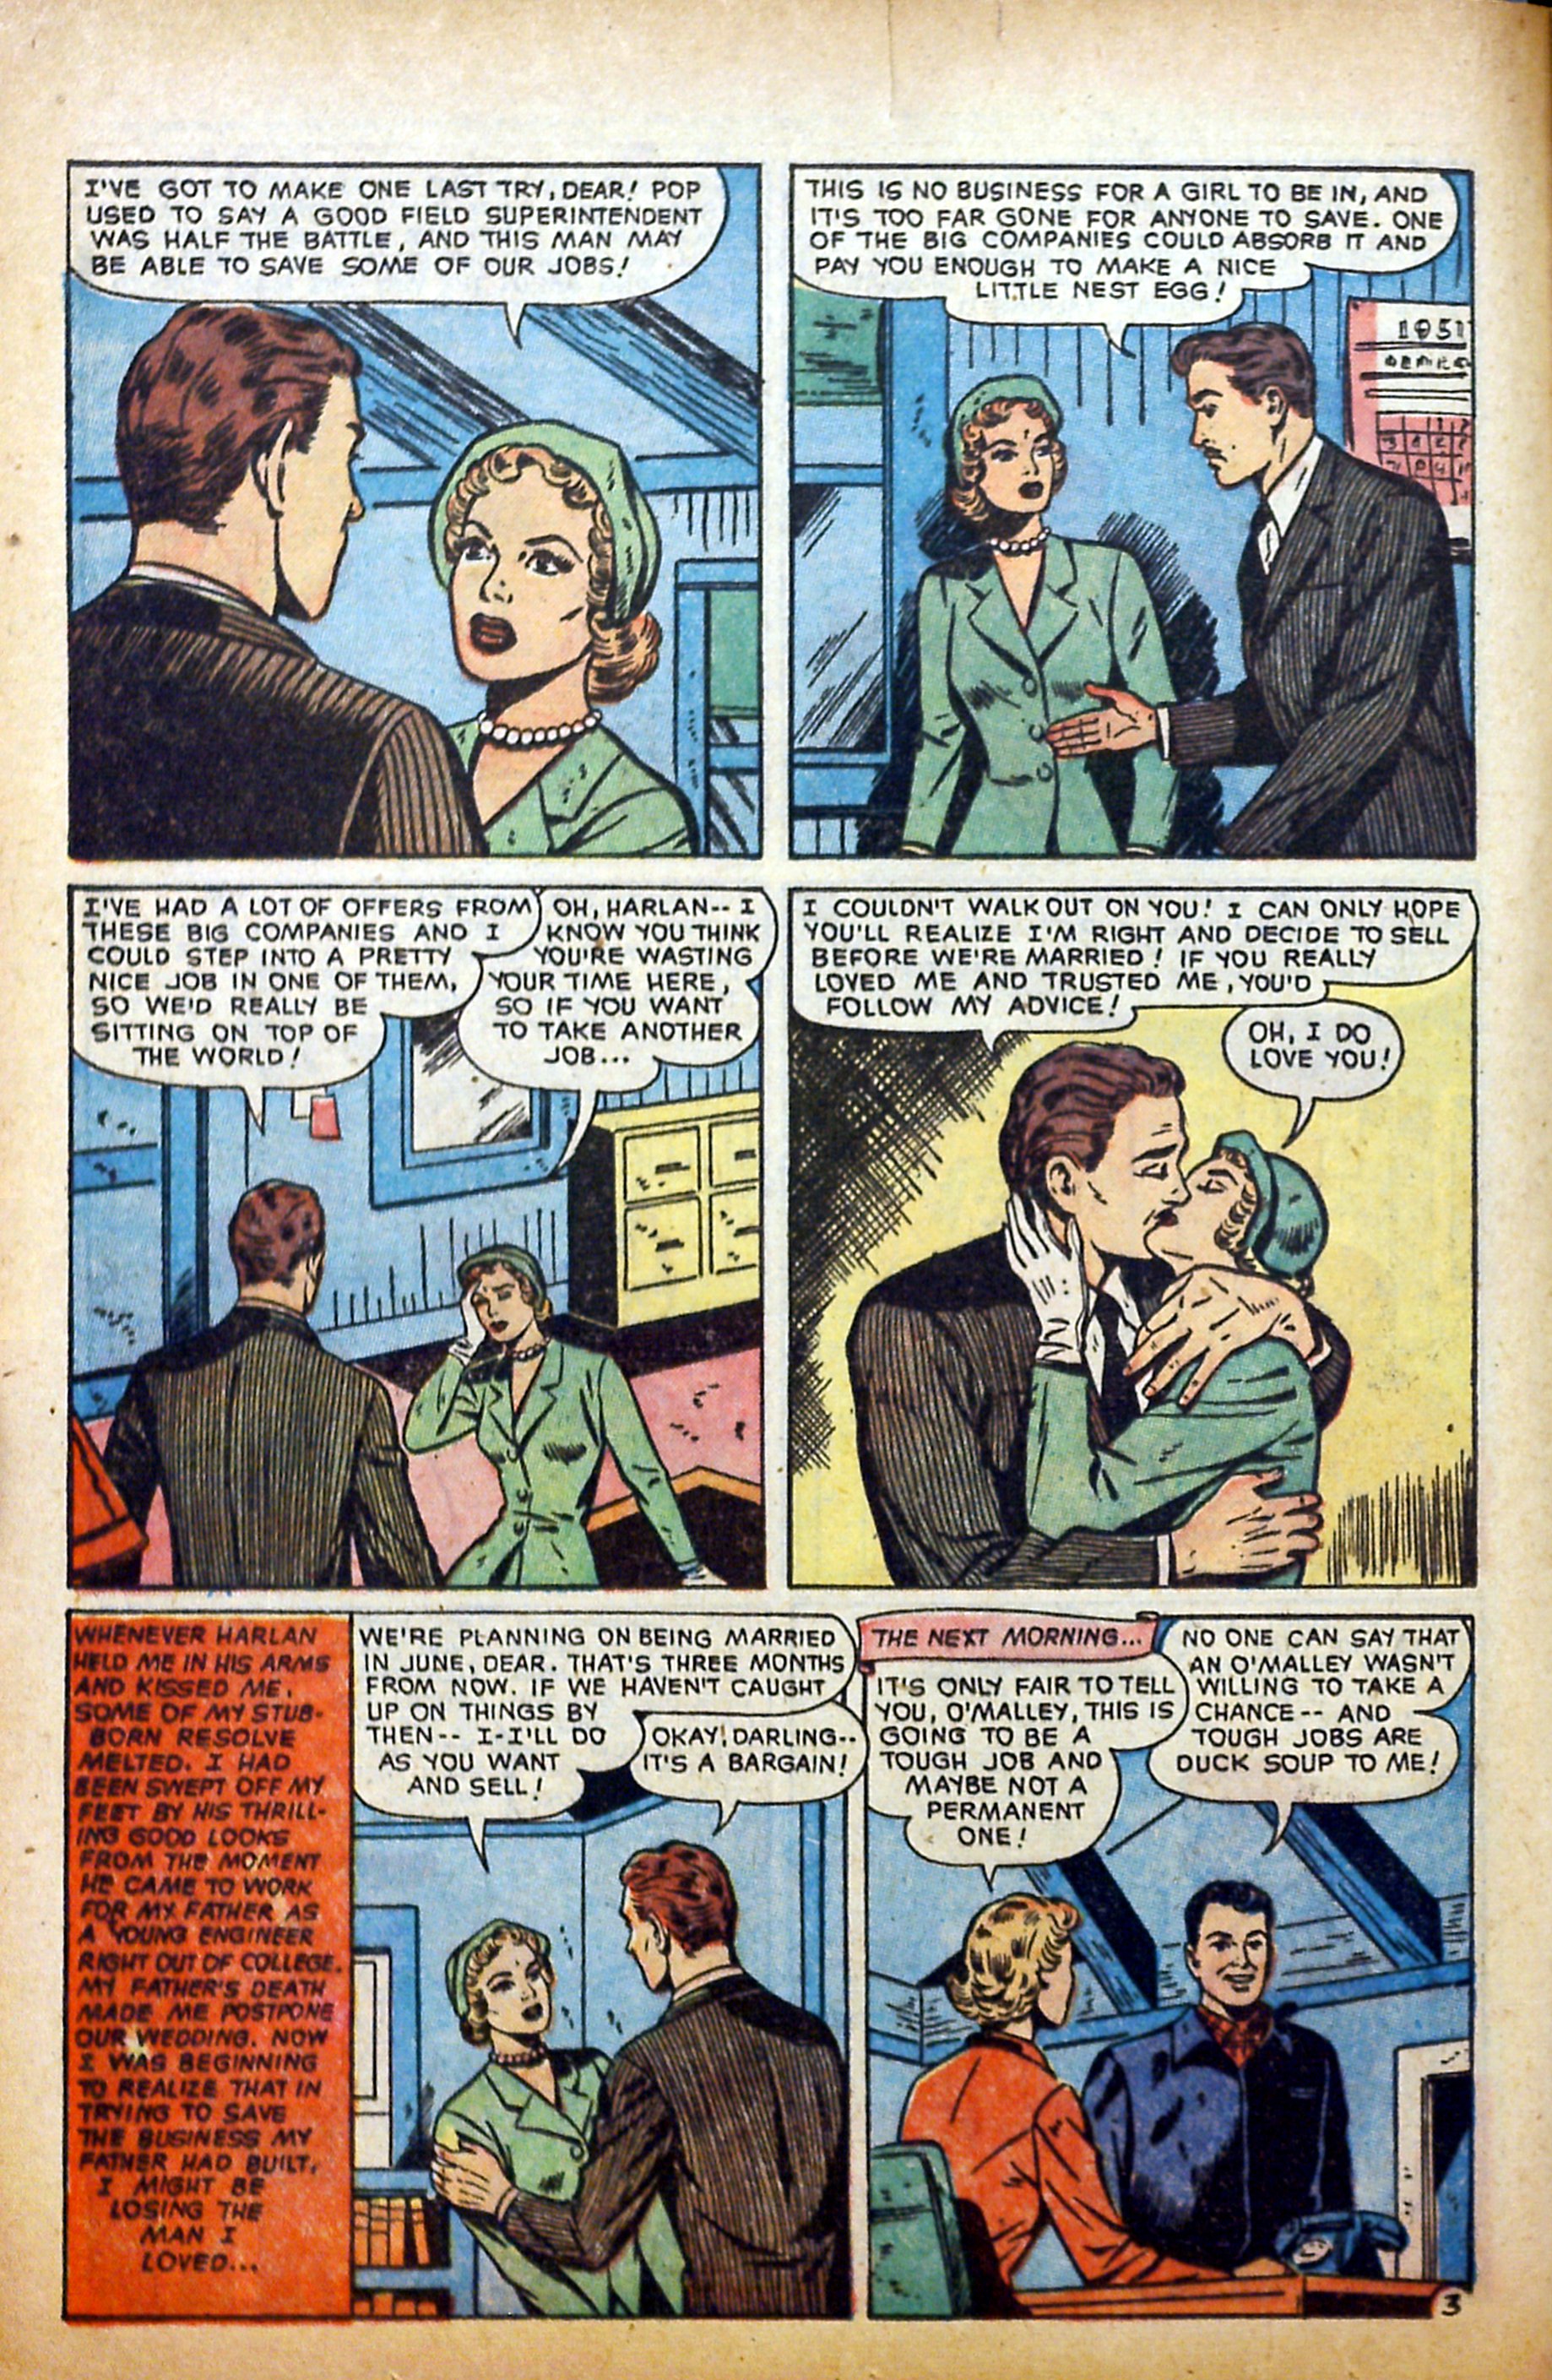 I'VE GOT TO MAKE ONE LAST TRY, DEAR! POP
USED TO SAY A GOOD FIELD SUPERINTENDENT
WAS HALF THE BATTLE, AND THIS MAN MAY
BE ABLE TO SAVE SOME OF OUR JOBS!
THIS IS NO BUSINESS FOR A GIRL TO BE IN, AND
IT'S TOO FAR GONE FOR ANYONE TO SAVE. ONE
OF THE BIG COMPANIES COULD ABSORB IT AND
PAY YOU ENOUGH TO MAKE A NICE
LITTLE NEST EGG!
1951
I'VE HAD A LOT OF OFFERS FROM
THESE BIG COMPANIES AND I
COULD STEP INTO A PRETTY
NICE JOB IN ONE OF THEM,
SO WE'D REALLY BE
SITTING ON TOP OF
THE WORLD!
OH, HARLAN-- I
KNOW YOU THINK
YOU'RE WASTING
YOUR TIME HERE,
SO IF YOU WANT
TO TAKE ANOTHER
JOB...
I COULDN'T WALK OUT ON YOU! I CAN ONLY HOPE
YOU'LL REALIZE I'M RIGHT AND DECIDE TO SELL
BEFORE WE'RE MARRIED! IF YOU REALLY
LOVED ME AND TRUSTED ME, YOU'D
FOLLOW MY ADVICE!
OH, I DO
LOVE YOU!
WHENEVER HARLAN
HELD ME IN HIS ARMS
AND KISSED ME,
SOME OF MY STUB-
BORN RESOLVE
MELTED. I HAD
BEEN SWEPT OFF MY
FEET BY HIS THRILL-
ING GOOD LOOKS
FROM THE MOMENT
HE CAME TO WORK
FOR MY FATHER AS
A YOUNG ENGINEER
RIGHT OUT OF COLLEGE.
MY FATHER'S DEATH
MADE ME POSTPONE
OUR WEDDING. NOW
I WAS BEGINNING
TO REALIZE THAT IN
TRYING TO SAVE
THE BUSINESS MY
FATHER HAD BUILT,
I MIGHT BE
LOSING THE
MAN I
LOVED...
WE'RE PLANNING ON BEING MARRIED
IN JUNE, DEAR. THAT'S THREE MONTHS
FROM NOW. IF WE HAVEN'T CAUGHT
UP ON THINGS BY
THEN-- I-I'LL DO
AS YOU WANT
AND SELL!
OKAY, DARLING--
IT'S A BARGAIN!
THE NEXT MORNING...
IT'S ONLY FAIR TO TELL
YOU, O'MALLEY, THIS IS
GOING TO BE A
TOUGH JOB AND
MAYBE NOT A
PERMANENT
ONE!
NO ONE CAN SAY THAT
AN O'MALLEY WASN'T
WILLING TO TAKE A
CHANCE-- AND
TOUGH JOBS ARE
DUCK SOUP TO ME!
3